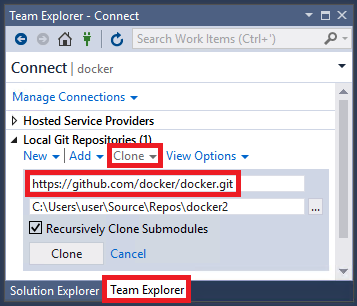 Team Explorer - Connect
Search Work Items (Ctrl+')
Connect | docker
Manage Connections
Hosted Service Providers
Local Git Repositories (1)
New Add Clone View Options
https://github.com/docker/docker.git
C:\Users\user\Source\Repos\docker2
...
Recursively Clone Submodules
Clone Cancel
Solution Explorer Team Explorer